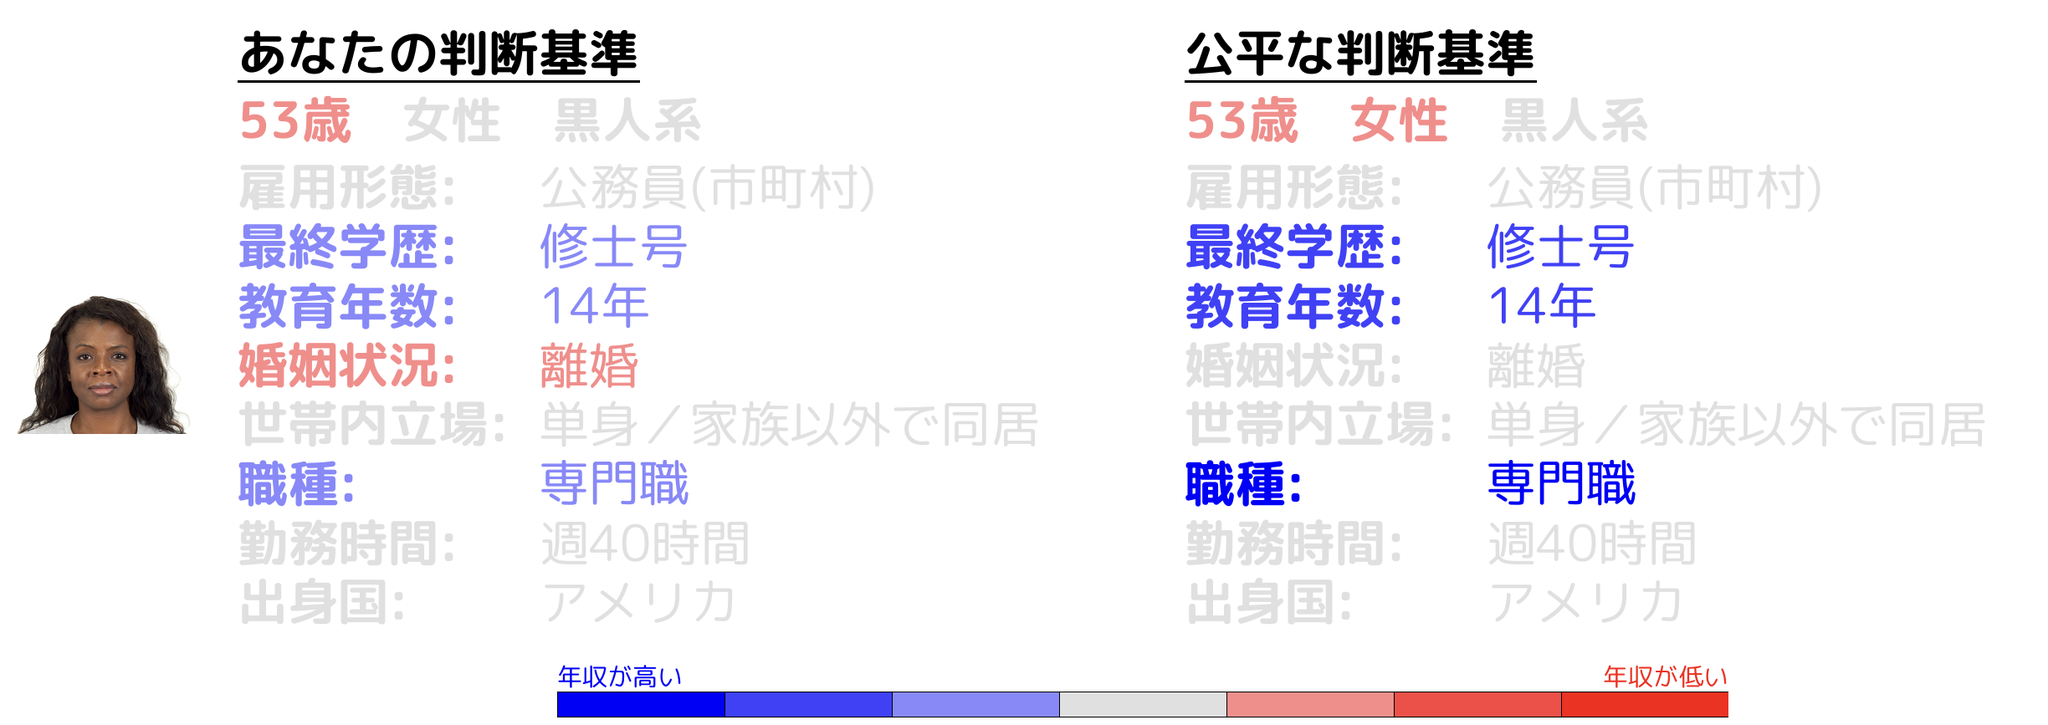 あなたの判断基準
53歳 女性 黒人系
雇用形態: 公務員(市町村)
最終学歴: 修士号
教育年数: 14年
婚姻状況: 離婚
世帯内立場: 単身／家族以外で同居
職種: 専門職
勤務時間: 週40時間
出身国: アメリカ
公平な判断基準
53歳 女性 黒人系
雇用形態: 公務員(市町村)
最終学歴: 修士号
教育年数: 14年
婚姻状況: 離婚
世帯内立場: 単身／家族以外で同居
職種: 専門職
勤務時間: 週40時間
出身国: アメリカ
年収が高い
年収が低い